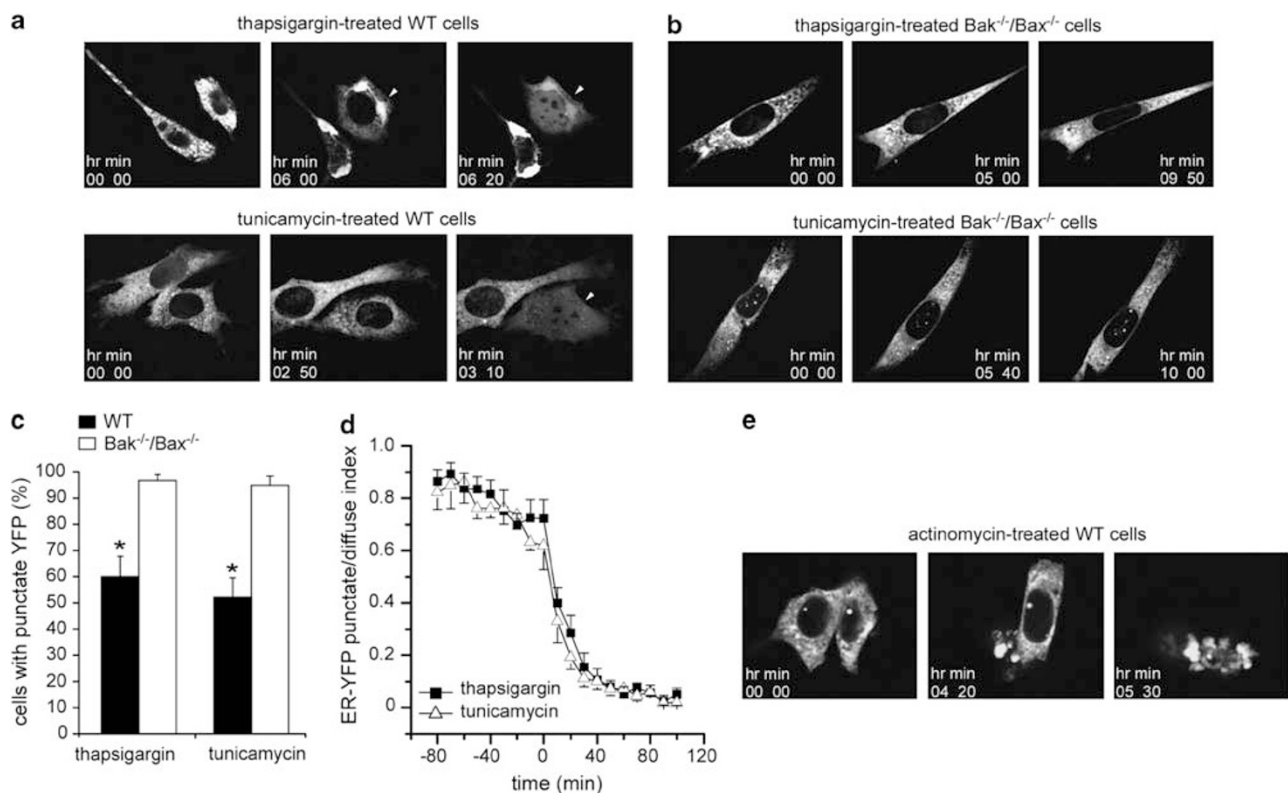 a
thapsigargin-treated WT cells
hr min
00 00
hr min
06 00
hr min
06 20
tunicamycin-treated WT cells
hr min
00 00
hr min
02 50
hr min
03 10
b
thapsigargin-treated Bak-/-/Bax-/- cells
hr min
00 00
hr min
05 00
hr min
09 50
tunicamycin-treated Bak-/-/Bax-/- cells
hr min
00 00
hr min
05 40
hr min
10 00
c
WT
Bak-/-/Bax-/-
cells with punctate YFP (%)
100
90
80
70
60
50
40
30
20
10
0
*
*
thapsigargin
tunicamycin
d
ER-YFP punctate/diffuse index
1.0
0.8
0.6
0.4
0.2
0
thapsigargin
tunicamycin
-80
-40
0
40
80
120
time (min)
e
actinomycin-treated WT cells
hr min
00 00
hr min
04 20
hr min
05 30